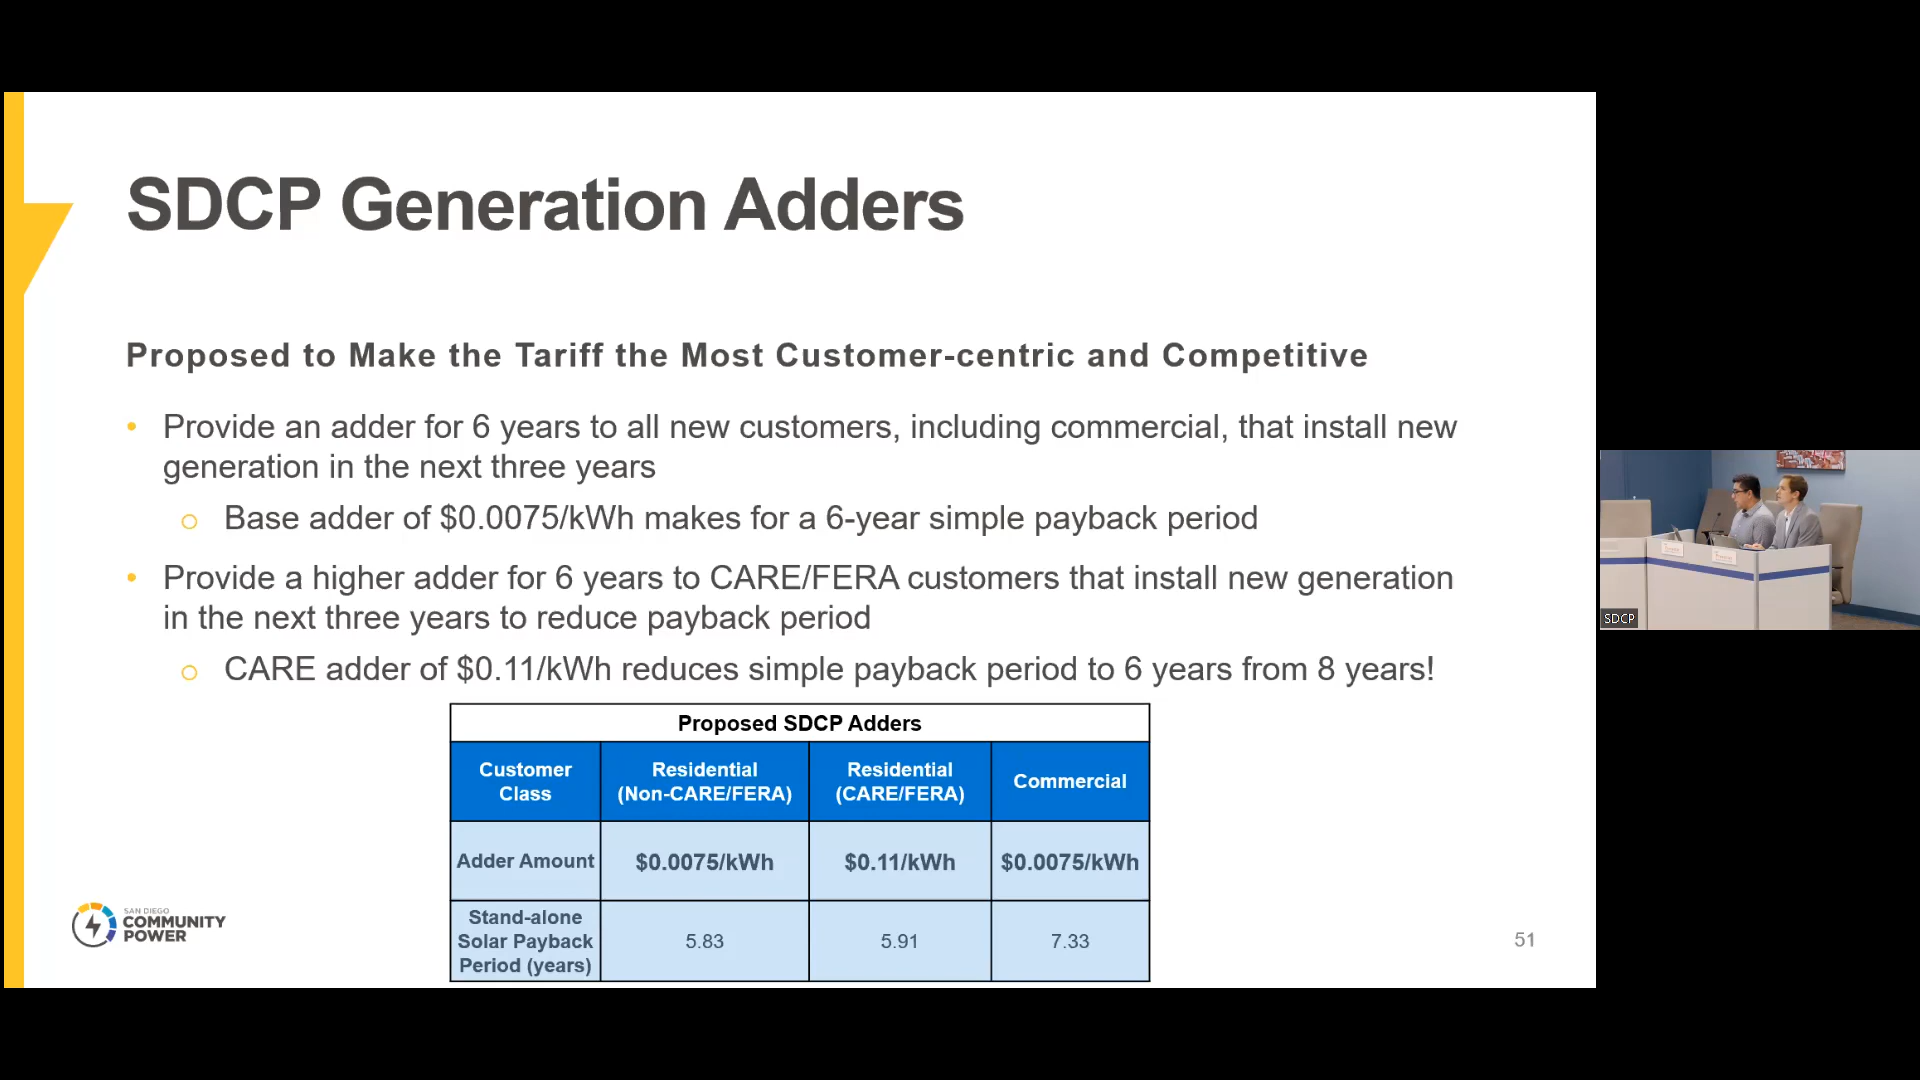 SDCP Generation Adders
Proposed to Make the Tariff the Most Customer-centric and Competitive
• Provide an adder for 6 years to all new customers, including commercial, that install new
generation in the next three years
o Base adder of $0.0075/kWh makes for a 6-year simple payback period
• Provide a higher adder for 6 years to CARE/FERA customers that install new generation
in the next three years to reduce payback period
o CARE adder of $0.11/kWh reduces simple payback period to 6 years from 8 years!
Proposed SDCP Adders
Customer Class Residential (Non-CARE/FERA) Residential (CARE/FERA) Commercial
Adder Amount $0.0075/kWh $0.11/kWh $0.0075/kWh
Stand-alone Solar Payback Period (years) 5.83 5.91 7.33
SAN DIEGO
COMMUNITY
POWER
51
SDCP